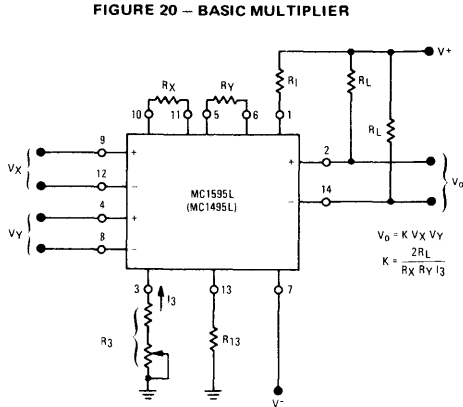 FIGURE 20 — BASIC MULTIPLIER
V+
RX RY RI RL
RL
10 11 5 6 1
9
VX
12
4
VY
8
+
−
+
−
MC1595L
(MC1495L)
+
−
2
14
Vo
Vo = K VX VY
K = 2RL
RX RY I3
3 I3 13 7
R3 R13
V−